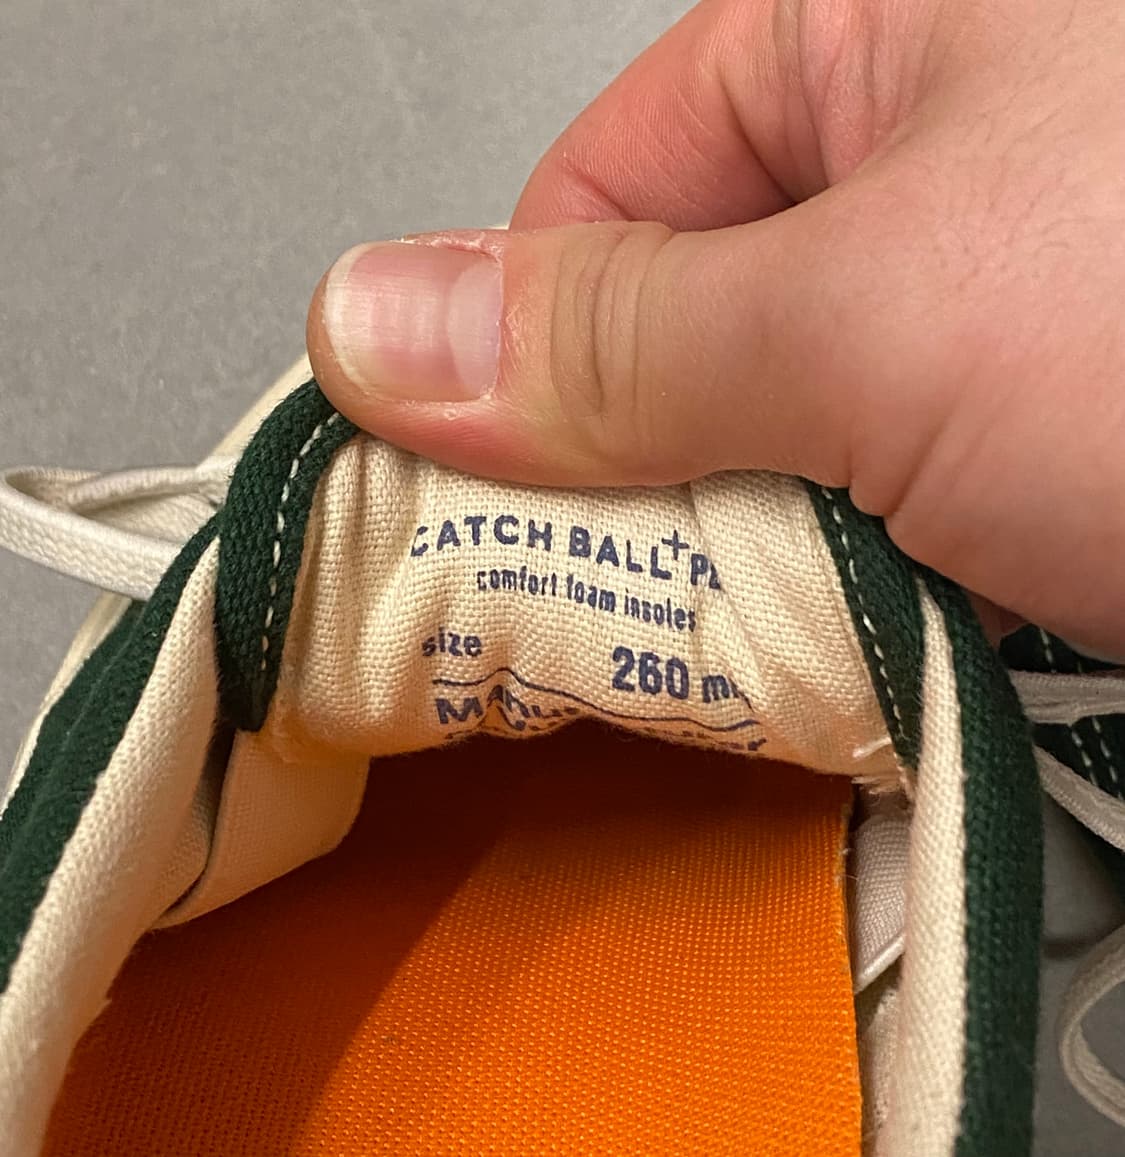 CATCH BALL+
comfort foam insoles
size 260